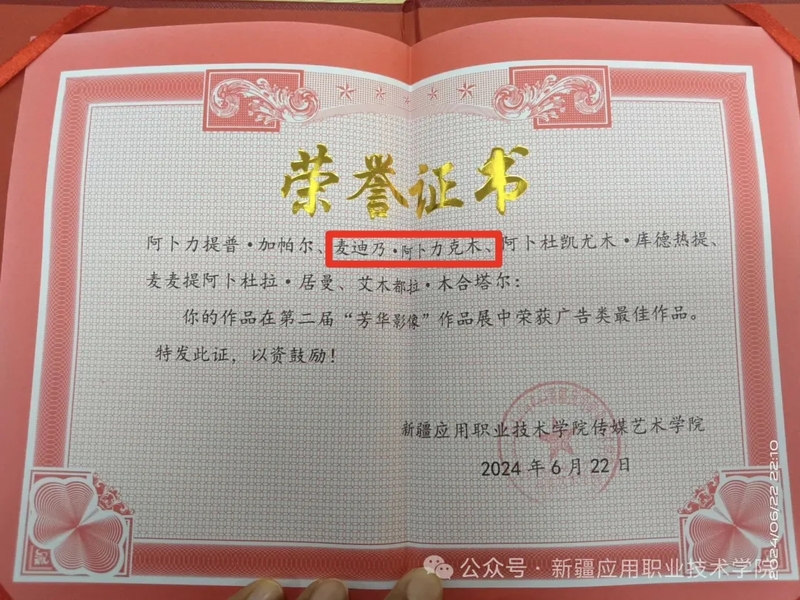 荣誉证书
阿卜力提普·加帕尔、麦迪乃·阿卜力克木、阿卜杜凯尤木·库德热提、
麦麦提阿卜杜拉·居曼、艾木都拉·木合塔尔：
你的作品在第二届“芳华影像”作品展中荣获广告类最佳作品。
特发此证，以资鼓励！
新疆应用职业技术学院传媒艺术学院
2024年6月22日
2024/06/22 22:10
公众号·新疆应用职业技术学院